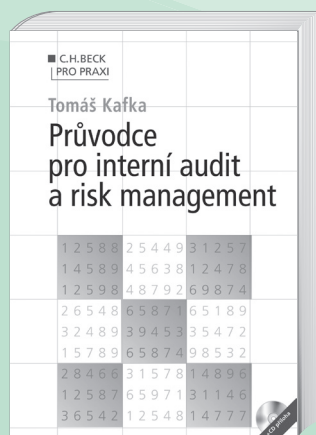 C.H.BECK
PRO PRAXI
Tomáš Kafka
Průvodce
pro interní audit
a risk management
12588 25449 31257
14589 45638 12478
12598 48792 69874
26548 65871 65189
32489 39453 35472
15789 65874 98532
28466 31578 14896
12587 65971 31146
36542 12548 14777
+ CD příloha